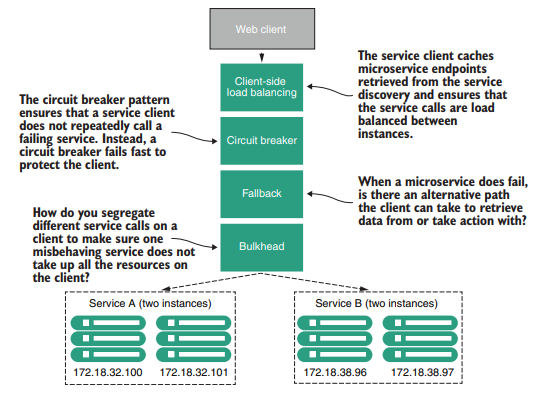 Web client
Client-side
load balancing
The service client caches
microservice endpoints
retrieved from the service
discovery and ensures that
the service calls are load
balanced between
instances.
The circuit breaker pattern
ensures that a service client
does not repeatedly call a
failing service. Instead, a
circuit breaker fails fast to
protect the client.
Circuit breaker
Fallback
When a microservice does fail,
is there an alternative path
the client can take to retrieve
data from or take action with?
How do you segregate
different service calls on a
client to make sure one
misbehaving service does not
take up all the resources on
the client?
Bulkhead
Service A (two instances)
172.18.32.100
172.18.32.101
Service B (two instances)
172.18.38.96
172.18.38.97